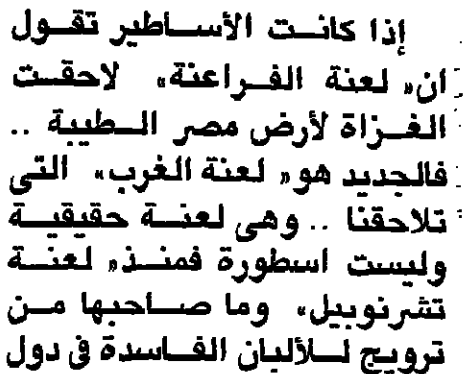 إذا كانت الأساطير تقول
ان« لعنة الفراعنة» لاحقت
الغزاة لأرض مصر الطيبة ..
فالجديد هو« لعنة الغرب» التى
تلاحقنا .. وهى لعنة حقيقية
وليست اسطورة فمنذ« لعنة
تشرنوبيل» وما صاحبها من
ترويج للألبان الفاسدة فى دول